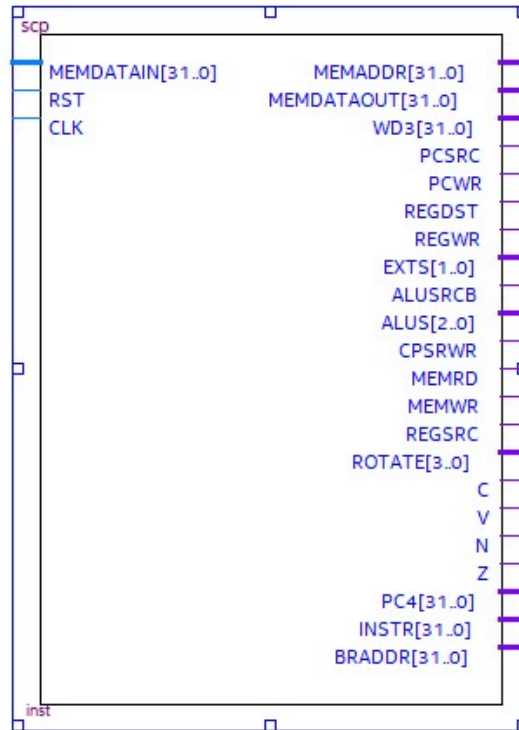 scp
MEMDATAIN[31..0] MEMADDR[31..0]
RST MEMDATAOUT[31..0]
CLK WD3[31..0]
PCSRC
PCWR
REGDST
REGWR
EXTS[1..0]
ALUSRCB
ALUS[2..0]
CPSRWR
MEMRD
MEMWR
REGSRC
ROTATE[3..0]
C
V
N
Z
PC4[31..0]
INSTR[31..0]
BRADDR[31..0]
inst